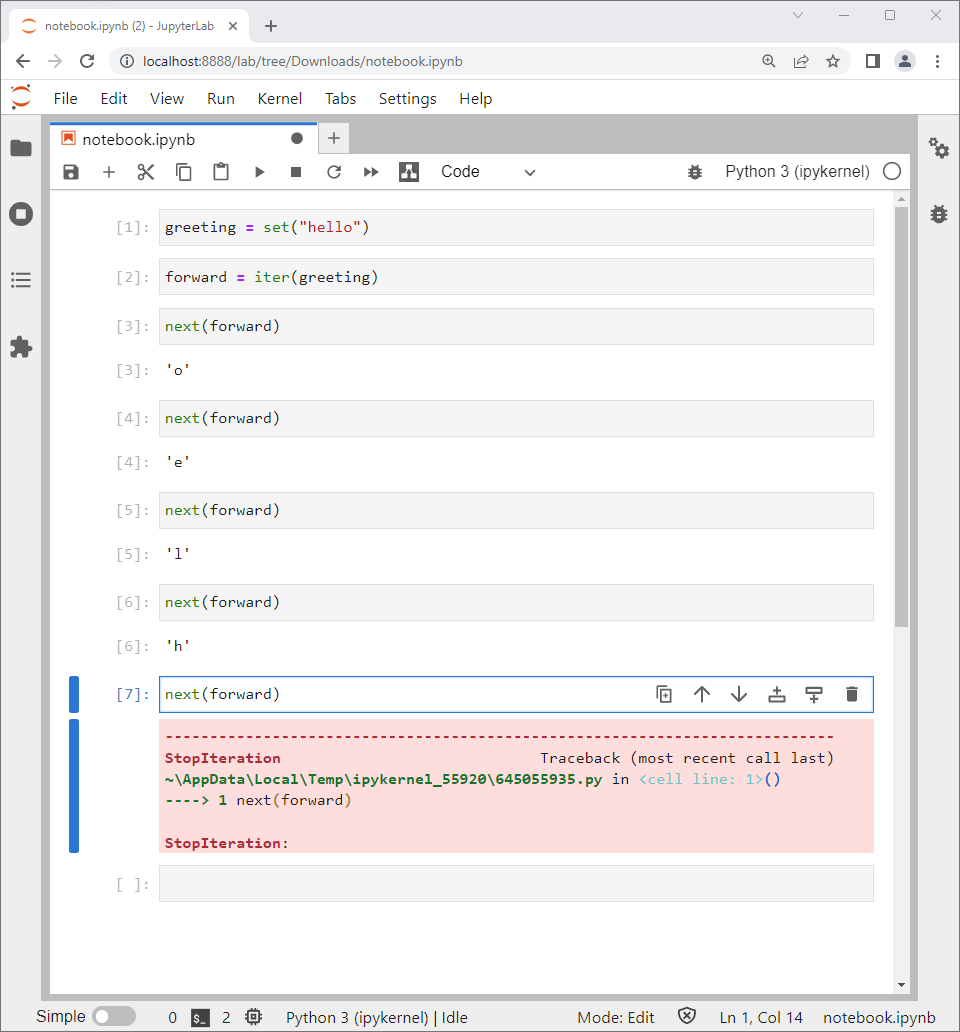 notebook.ipynb (2) - JupyterLab
localhost:8888/lab/tree/Downloads/notebook.ipynb
File Edit View Run Kernel Tabs Settings Help
notebook.ipynb
Code Python 3 (ipykernel)
[1]: greeting = set("hello")
[2]: forward = iter(greeting)
[3]: next(forward)
[3]: 'o'
[4]: next(forward)
[4]: 'e'
[5]: next(forward)
[5]: 'l'
[6]: next(forward)
[6]: 'h'
[7]: next(forward)
---------------------------------------------------------------------------
StopIteration                             Traceback (most recent call last)
~\AppData\Local\Temp\ipykernel_55920\645055935.py in <cell line: 1>()
----> 1 next(forward)
StopIteration:
[ ]:
Simple 0 $_ 2 Python 3 (ipykernel) | Idle Mode: Edit Ln 1, Col 14 notebook.ipynb